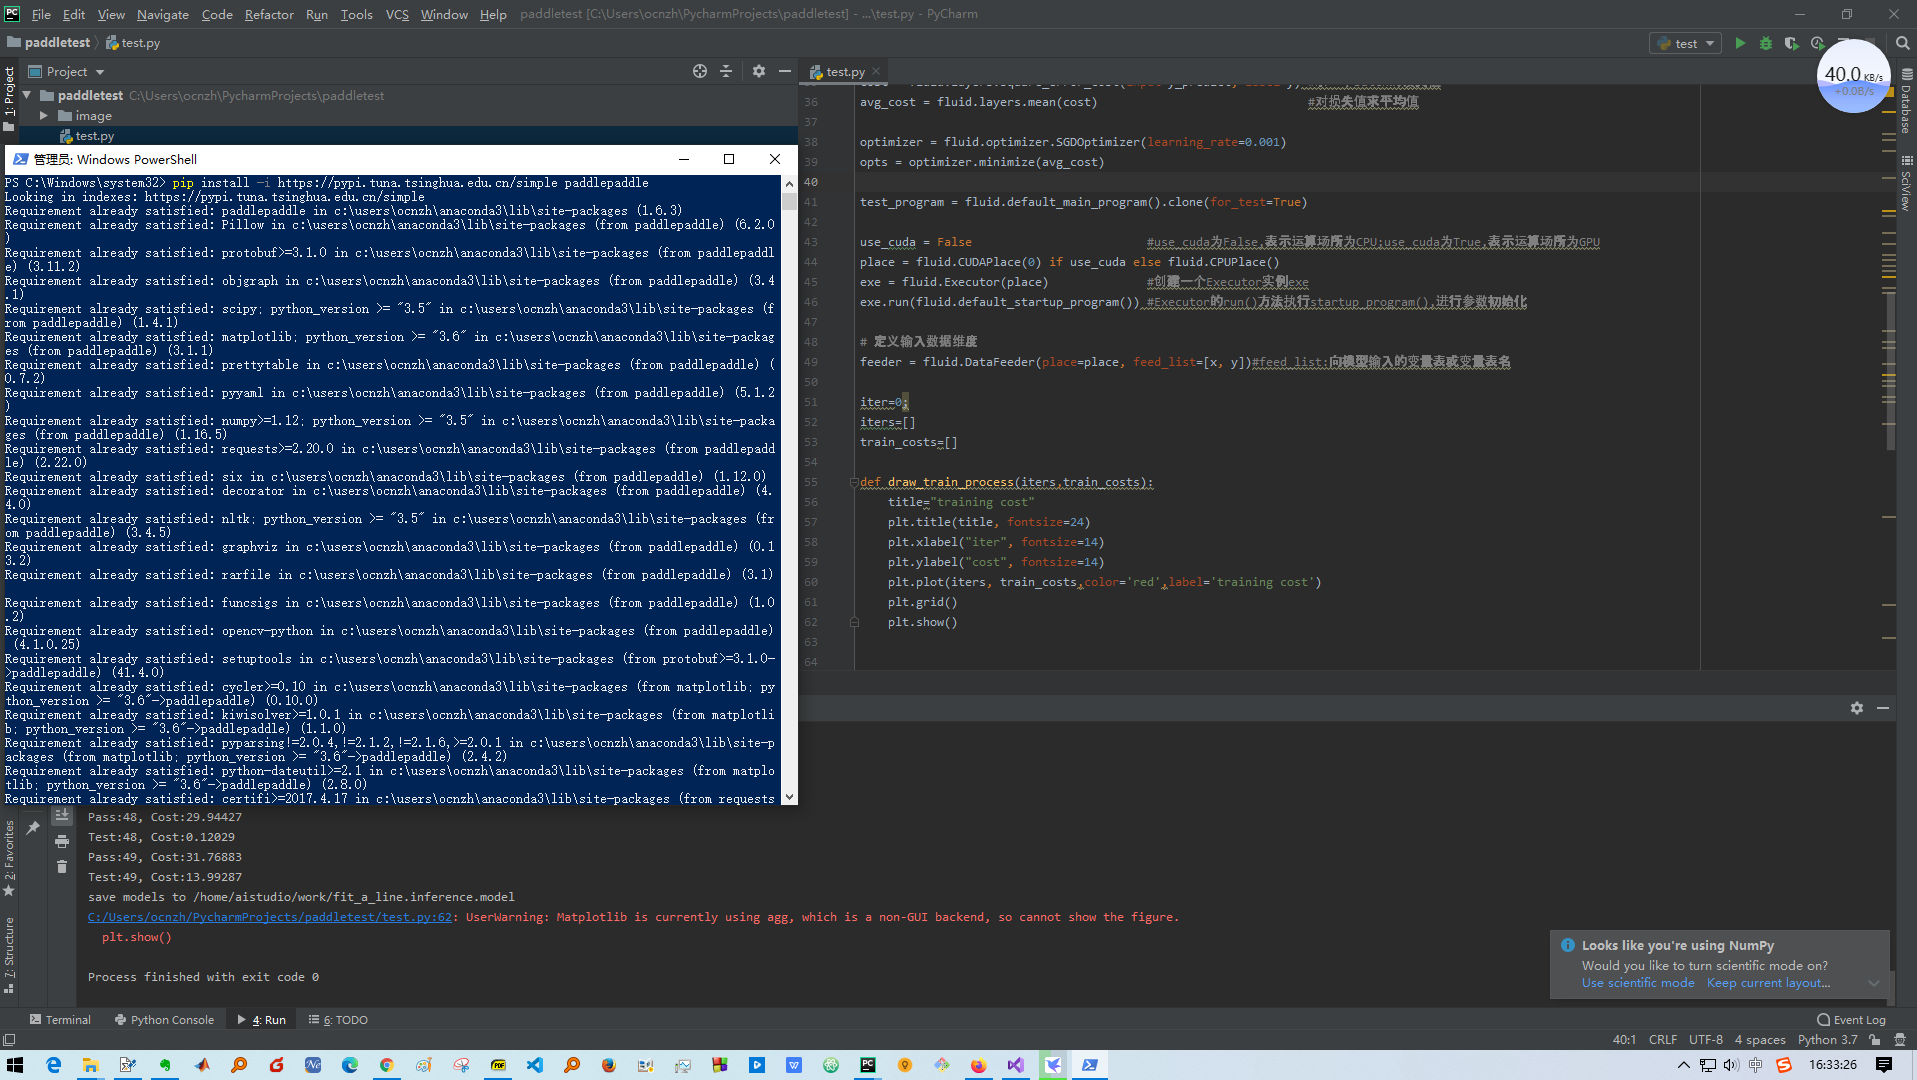 File Edit View Navigate Code Refactor Run Tools VCS Window Help paddletest [C:\Users\ocnzh\PycharmProjects\paddletest] - ...\test.py - PyCharm
paddletest test.py
test
40.0 KB/s
+0.0B/s
Project
test.py
1: Project
paddletest C:\Users\ocnzh\PycharmProjects\paddletest
image
test.py
Database
SciView
管理员: Windows PowerShell
PS C:\Windows\system32> pip install -i https://pypi.tuna.tsinghua.edu.cn/simple paddlepaddle
Looking in indexes: https://pypi.tuna.tsinghua.edu.cn/simple
Requirement already satisfied: paddlepaddle in c:\users\ocnzh\anaconda3\lib\site-packages (1.6.3)
Requirement already satisfied: Pillow in c:\users\ocnzh\anaconda3\lib\site-packages (from paddlepaddle) (6.2.0
)
Requirement already satisfied: protobuf>=3.1.0 in c:\users\ocnzh\anaconda3\lib\site-packages (from paddlepaddl
e) (3.11.2)
Requirement already satisfied: objgraph in c:\users\ocnzh\anaconda3\lib\site-packages (from paddlepaddle) (3.4
.1)
Requirement already satisfied: scipy; python_version >= "3.5" in c:\users\ocnzh\anaconda3\lib\site-packages (f
rom paddlepaddle) (1.4.1)
Requirement already satisfied: matplotlib; python_version >= "3.6" in c:\users\ocnzh\anaconda3\lib\site-packag
es (from paddlepaddle) (3.1.1)
Requirement already satisfied: prettytable in c:\users\ocnzh\anaconda3\lib\site-packages (from paddlepaddle) (
0.7.2)
Requirement already satisfied: pyyaml in c:\users\ocnzh\anaconda3\lib\site-packages (from paddlepaddle) (5.1.2
)
Requirement already satisfied: numpy>=1.12; python_version >= "3.5" in c:\users\ocnzh\anaconda3\lib\site-packa
ges (from paddlepaddle) (1.16.5)
Requirement already satisfied: requests>=2.20.0 in c:\users\ocnzh\anaconda3\lib\site-packages (from paddlepadd
le) (2.22.0)
Requirement already satisfied: six in c:\users\ocnzh\anaconda3\lib\site-packages (from paddlepaddle) (1.12.0)
Requirement already satisfied: decorator in c:\users\ocnzh\anaconda3\lib\site-packages (from paddlepaddle) (4.
4.0)
Requirement already satisfied: nltk; python_version >= "3.5" in c:\users\ocnzh\anaconda3\lib\site-packages (fr
om paddlepaddle) (3.4.5)
Requirement already satisfied: graphviz in c:\users\ocnzh\anaconda3\lib\site-packages (from paddlepaddle) (0.1
3.2)
Requirement already satisfied: rarfile in c:\users\ocnzh\anaconda3\lib\site-packages (from paddlepaddle) (3.1)
Requirement already satisfied: funcsigs in c:\users\ocnzh\anaconda3\lib\site-packages (from paddlepaddle) (1.0
.2)
Requirement already satisfied: opencv-python in c:\users\ocnzh\anaconda3\lib\site-packages (from paddlepaddle)
(4.1.0.25)
Requirement already satisfied: setuptools in c:\users\ocnzh\anaconda3\lib\site-packages (from protobuf>=3.1.0-
>paddlepaddle) (41.4.0)
Requirement already satisfied: cycler>=0.10 in c:\users\ocnzh\anaconda3\lib\site-packages (from matplotlib; py
thon_version >= "3.6"->paddlepaddle) (0.10.0)
Requirement already satisfied: kiwisolver>=1.0.1 in c:\users\ocnzh\anaconda3\lib\site-packages (from matplotli
b; python_version >= "3.6"->paddlepaddle) (1.1.0)
Requirement already satisfied: pyparsing!=2.0.4,!=2.1.2,!=2.1.6,>=2.0.1 in c:\users\ocnzh\anaconda3\lib\site-p
ackages (from matplotlib; python_version >= "3.6"->paddlepaddle) (2.4.2)
Requirement already satisfied: python-dateutil>=2.1 in c:\users\ocnzh\anaconda3\lib\site-packages (from matplo
tlib; python_version >= "3.6"->paddlepaddle) (2.8.0)
Requirement already satisfied: certifi>=2017.4.17 in c:\users\ocnzh\anaconda3\lib\site-packages (from requests
36 avg_cost = fluid.layers.mean(cost) #对损失值求平均值
37
38 optimizer = fluid.optimizer.SGDOptimizer(learning_rate=0.001)
39 opts = optimizer.minimize(avg_cost)
40
41 test_program = fluid.default_main_program().clone(for_test=True)
42
43 use_cuda = False #use_cuda为False,表示运算场所为CPU;use_cuda为True,表示运算场所为GPU
44 place = fluid.CUDAPlace(0) if use_cuda else fluid.CPUPlace()
45 exe = fluid.Executor(place) #创建一个Executor实例exe
46 exe.run(fluid.default_startup_program()) #Executor的run()方法执行startup_program(),进行参数初始化
47
48 # 定义输入数据维度
49 feeder = fluid.DataFeeder(place=place, feed_list=[x, y])#feed_list:向模型输入的变量表或变量表名
50
51 iter=0;
52 iters=[]
53 train_costs=[]
54
55 def draw_train_process(iters,train_costs):
56 title="training cost"
57 plt.title(title, fontsize=24)
58 plt.xlabel("iter", fontsize=14)
59 plt.ylabel("cost", fontsize=14)
60 plt.plot(iters, train_costs,color='red',label='training cost')
61 plt.grid()
62 plt.show()
63
64
2: Favorites
7: Structure
Pass:48, Cost:29.94427
Test:48, Cost:0.12029
Pass:49, Cost:31.76883
Test:49, Cost:13.99287
save models to /home/aistudio/work/fit_a_line.inference.model
C:/Users/ocnzh/PycharmProjects/paddletest/test.py:62: UserWarning: Matplotlib is currently using agg, which is a non-GUI backend, so cannot show the figure.
plt.show()
Process finished with exit code 0
Looks like you're using NumPy
Would you like to turn scientific mode on?
Use scientific mode Keep current layout...
Terminal Python Console 4: Run 6: TODO Event Log
40:1 CRLF UTF-8 4 spaces Python 3.7
中 16:33:26